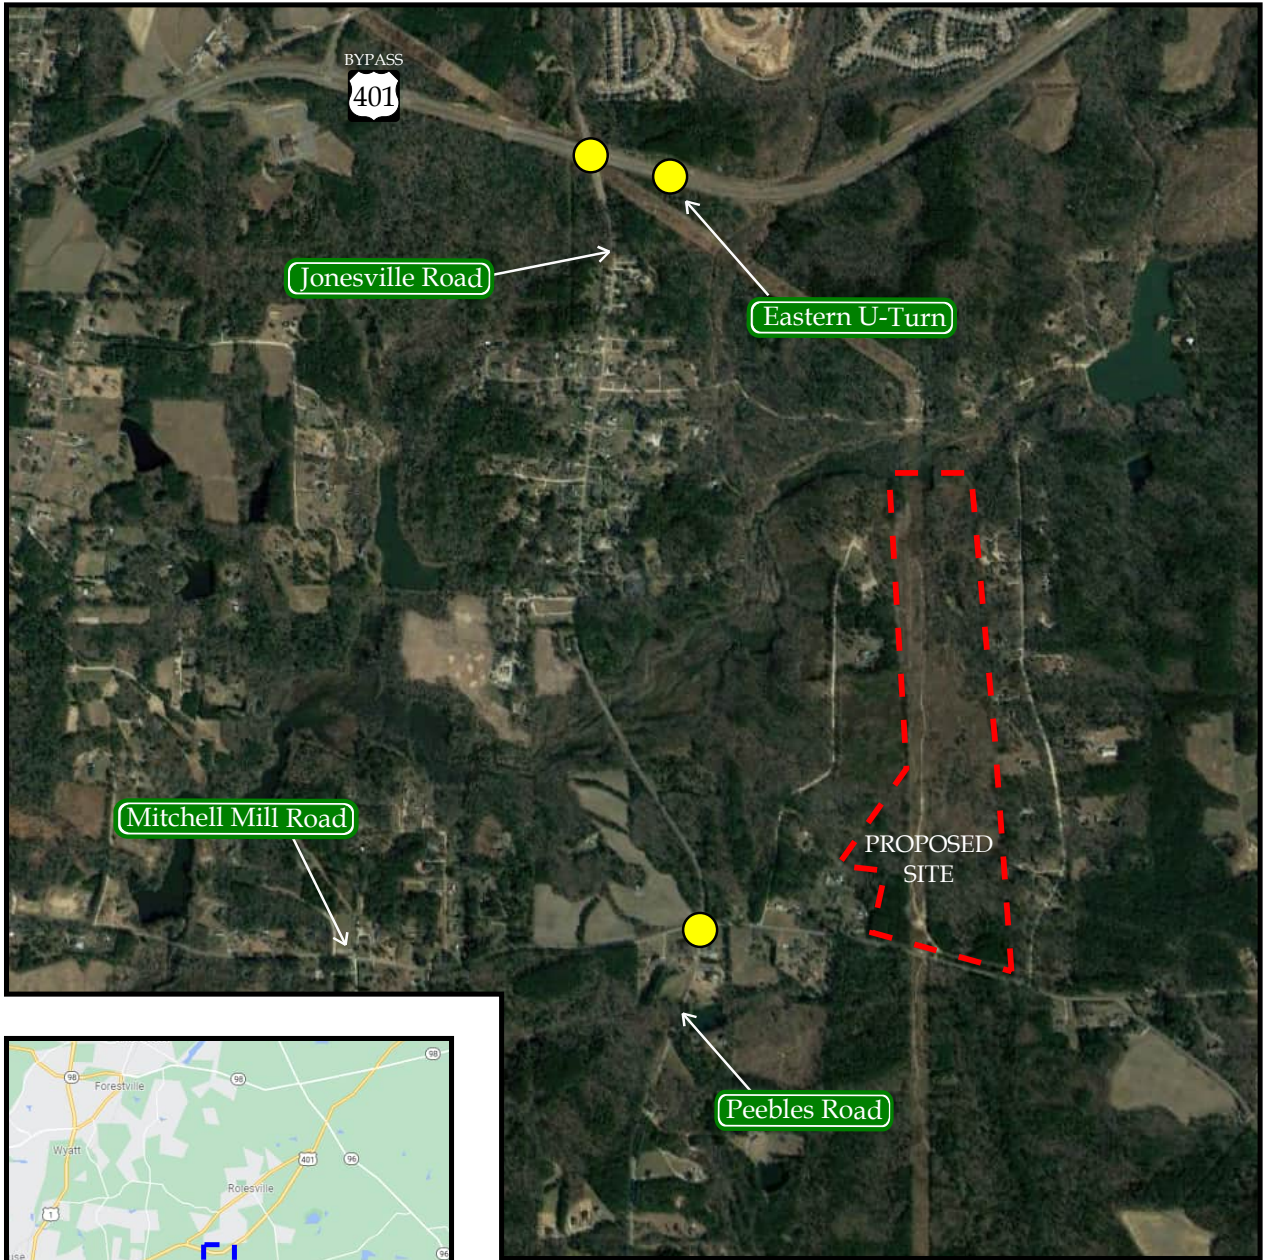 BYPASS
401
Jonesville Road
Eastern U-Turn
Mitchell Mill Road
PROPOSED
SITE
Peebles Road
98
98
Forestville
Wyatt
401
96
Rolesville
1
96